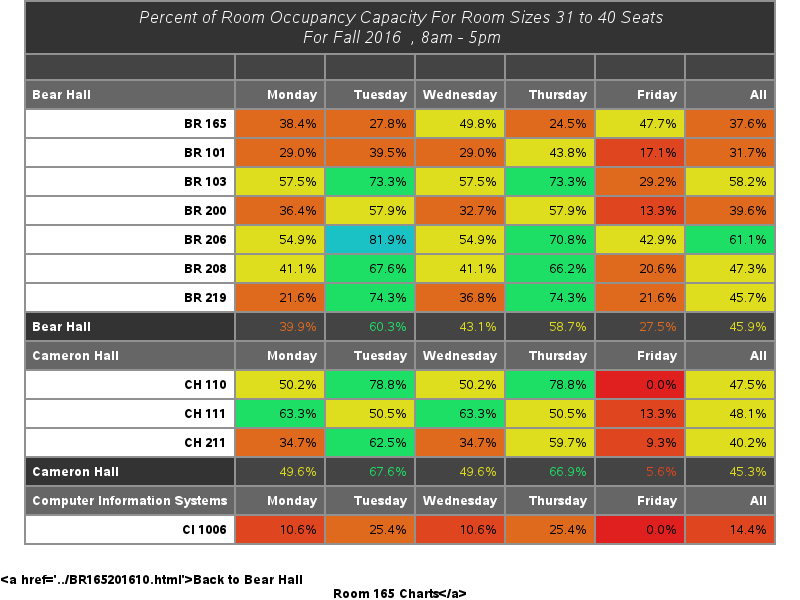 Percent of Room Occupancy Capacity For Room Sizes 31 to 40 Seats
For Fall 2016 , 8am - 5pm
Bear Hall Monday Tuesday Wednesday Thursday Friday All
BR 165 38.4% 27.8% 49.8% 24.5% 47.7% 37.6%
BR 101 29.0% 39.5% 29.0% 43.8% 17.1% 31.7%
BR 103 57.5% 73.3% 57.5% 73.3% 29.2% 58.2%
BR 200 36.4% 57.9% 32.7% 57.9% 13.3% 39.6%
BR 206 54.9% 81.9% 54.9% 70.8% 42.9% 61.1%
BR 208 41.1% 67.6% 41.1% 66.2% 20.6% 47.3%
BR 219 21.6% 74.3% 36.8% 74.3% 21.6% 45.7%
Bear Hall 39.9% 60.3% 43.1% 58.7% 27.5% 45.9%
Cameron Hall Monday Tuesday Wednesday Thursday Friday All
CH 110 50.2% 78.8% 50.2% 78.8% 0.0% 47.5%
CH 111 63.3% 50.5% 63.3% 50.5% 13.3% 48.1%
CH 211 34.7% 62.5% 34.7% 59.7% 9.3% 40.2%
Cameron Hall 49.6% 67.6% 49.6% 66.9% 5.6% 45.3%
Computer Information Systems Monday Tuesday Wednesday Thursday Friday All
CI 1006 10.6% 25.4% 10.6% 25.4% 0.0% 14.4%
<a href='../BR165201610.html'>Back to Bear Hall
Room 165 Charts</a>